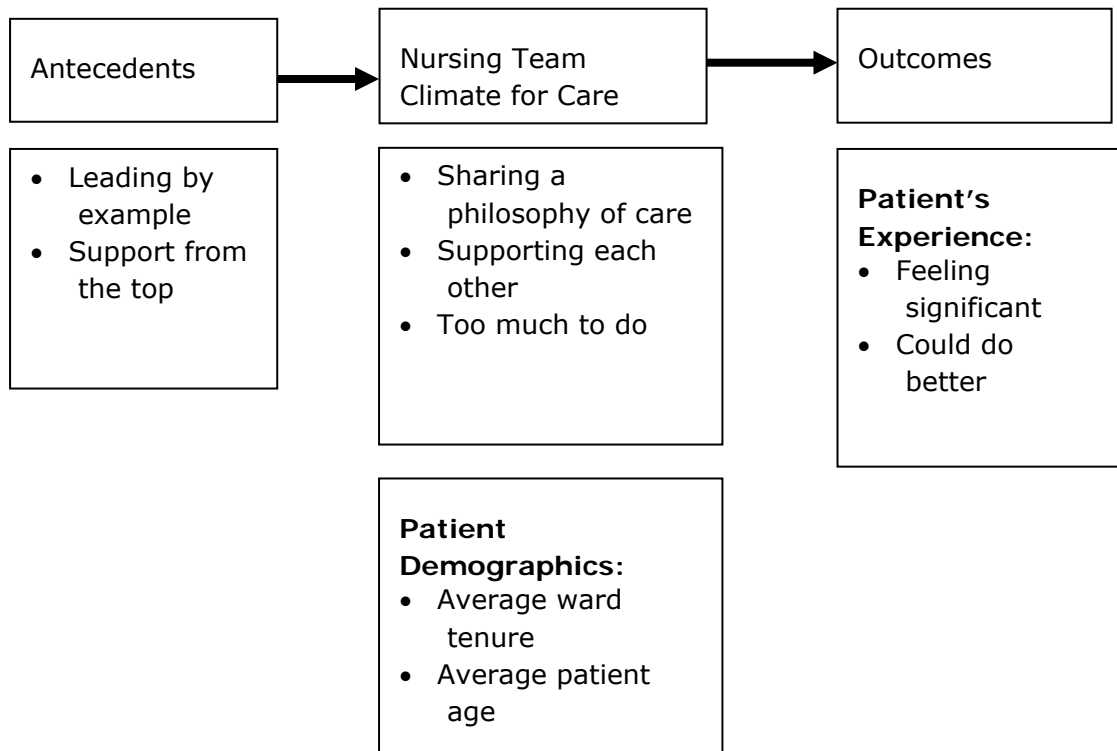 Antecedents
Nursing Team
Climate for Care
Outcomes
• Leading by
example
• Support from
the top
• Sharing a
philosophy of care
• Supporting each
other
• Too much to do
Patient's
Experience:
• Feeling
significant
• Could do
better
Patient
Demographics:
• Average ward
tenure
• Average patient
age